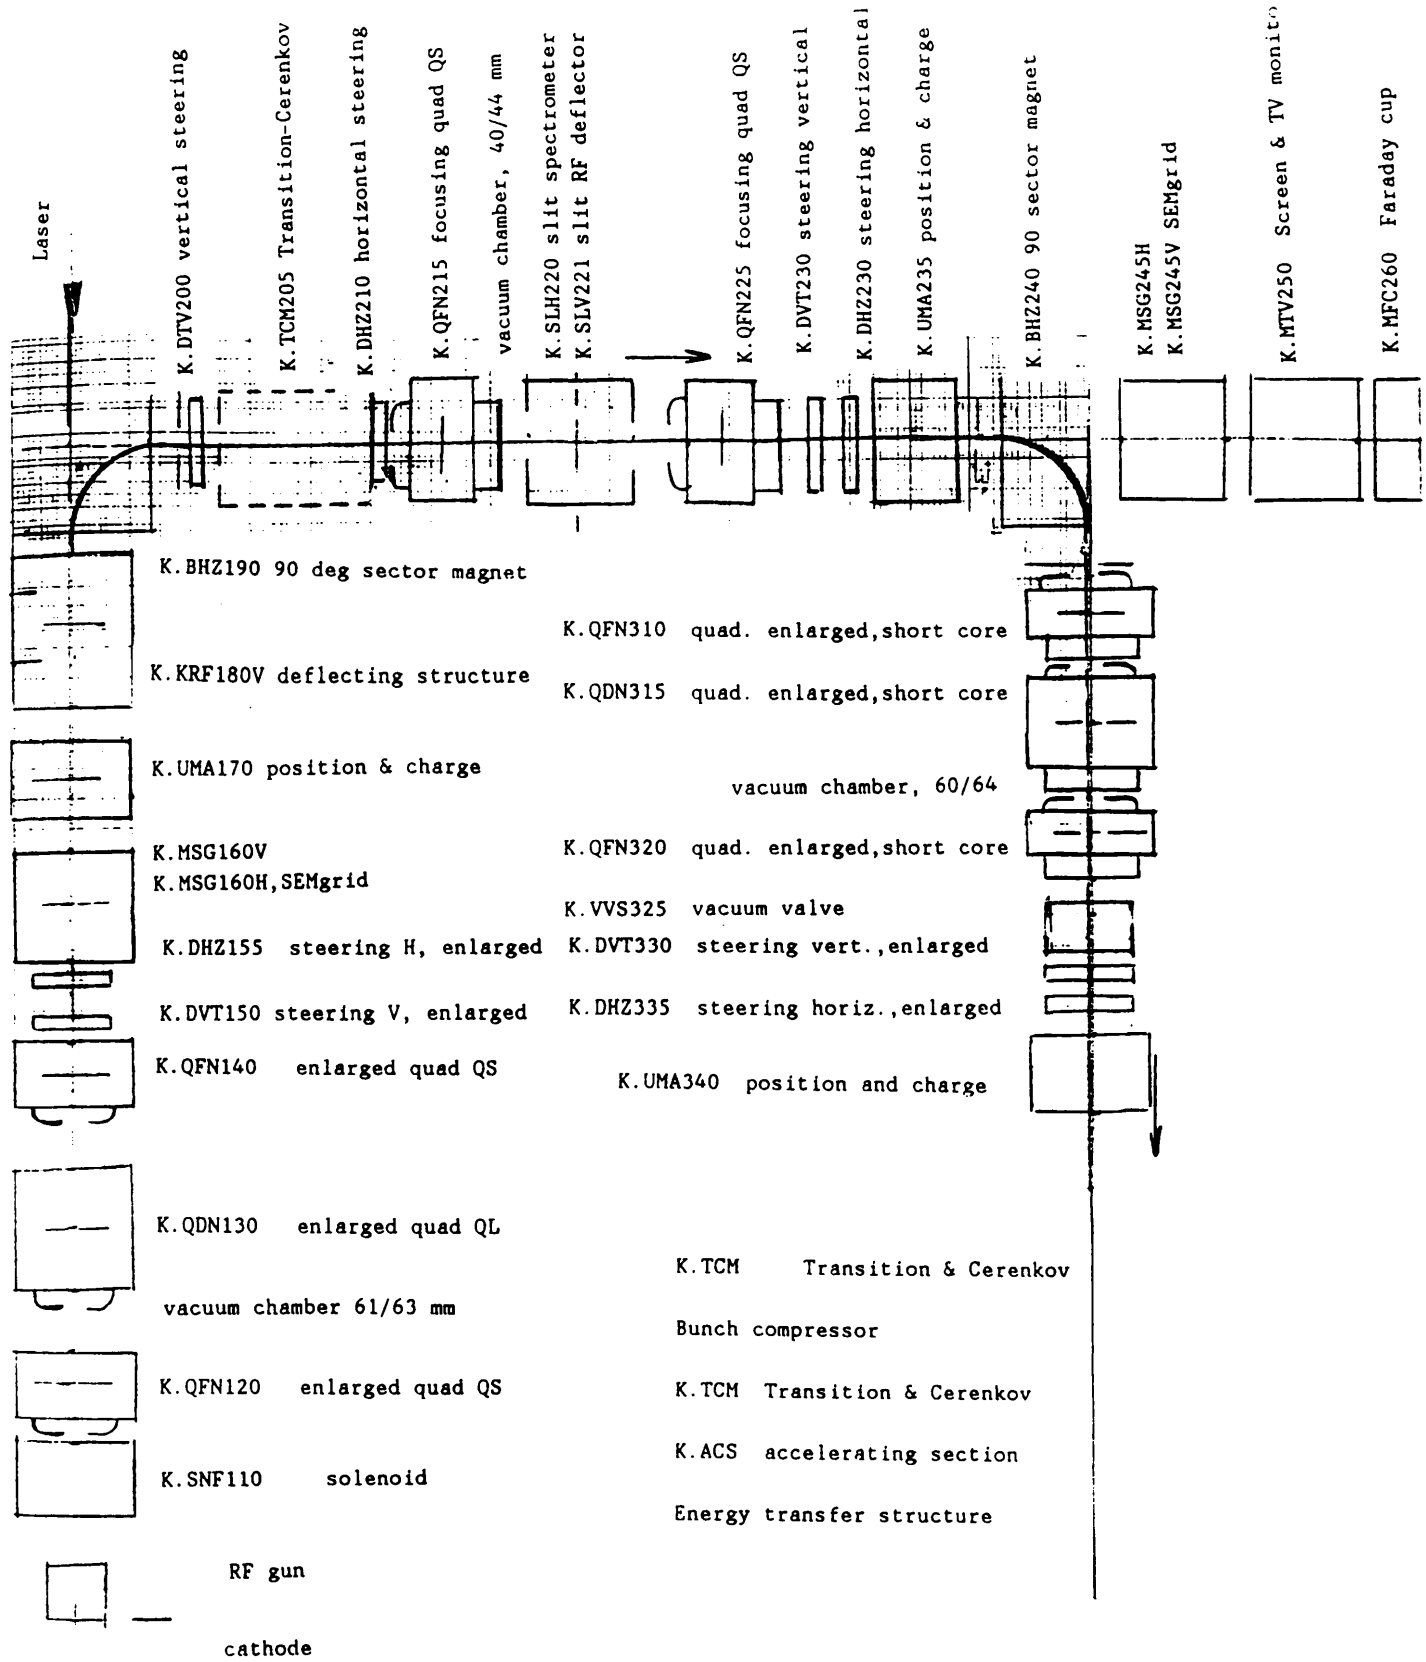 Laser
K.DTV200 vertical steering
K.TCM205 Transition-Cerenkov
K.DHZ210 horizontal steering
K.QFN215 focusing quad QS
vacuum chamber, 40/44 mm
K.SLH220 slit spectrometer
K.SLV221 slit RF deflector
K.QFN225 focusing quad QS
K.DVT230 steering vertical
K.DHZ230 steering horizontal
K.UMA235 position & charge
K.BHZ240 90 sector magnet
K.MSG245H
K.MSG245V SEMgrid
K.MTV250 Screen & TV monito
K.MFC260 Faraday cup
K.BHZ190 90 deg sector magnet
K.KRF180V deflecting structure
K.UMA170 position & charge
K.MSG160V
K.MSG160H,SEMgrid
K.DHZ155 steering H, enlarged
K.DVT150 steering V, enlarged
K.QFN140 enlarged quad QS
K.QDN130 enlarged quad QL
vacuum chamber 61/63 mm
K.QFN120 enlarged quad QS
K.SNF110 solenoid
RF gun
cathode
K.QFN310 quad. enlarged,short core
K.QDN315 quad. enlarged,short core
vacuum chamber, 60/64
K.QFN320 quad. enlarged,short core
K.VVS325 vacuum valve
K.DVT330 steering vert.,enlarged
K.DHZ335 steering horiz.,enlarged
K.UMA340 position and charge
K.TCM Transition & Cerenkov
Bunch compressor
K.TCM Transition & Cerenkov
K.ACS accelerating section
Energy transfer structure